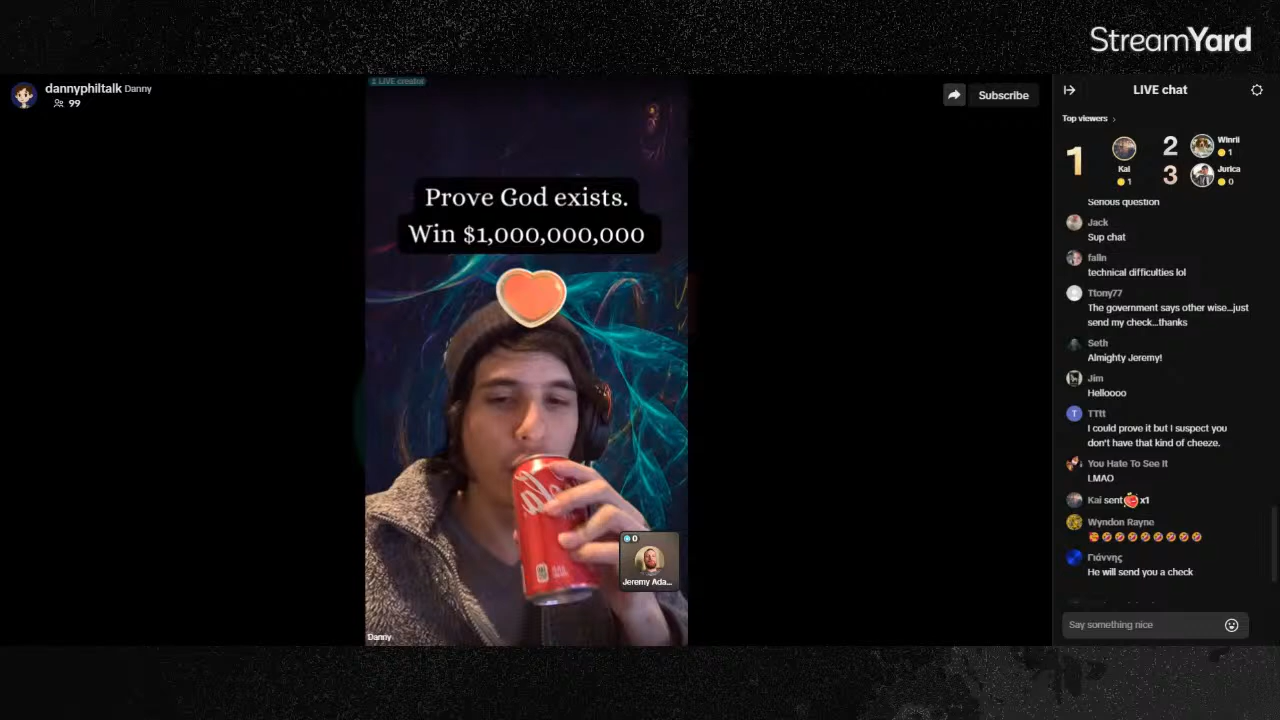 StreamYard
dannyphiltalk Danny
99
Subscribe
LIVE creator
Prove God exists.
Win $1,000,000,000
0
Jeremy Ada...
Danny
LIVE chat
Top viewers
1
Kai
1
2
Winrii
1
3
Jurica
0
Serious question
Jack
Sup chat
falln
technical difficulties lol
Ttony77
The government says other wise...just
send my check...thanks
Seth
Almighty Jeremy!
Jim
Helloooo
T TTtt
I could prove it but I suspect you
don't have that kind of cheeze.
You Hate To See It
LMAO
Kai sent x1
Wyndon Rayne
Γιάννης
He will send you a check
Say something nice